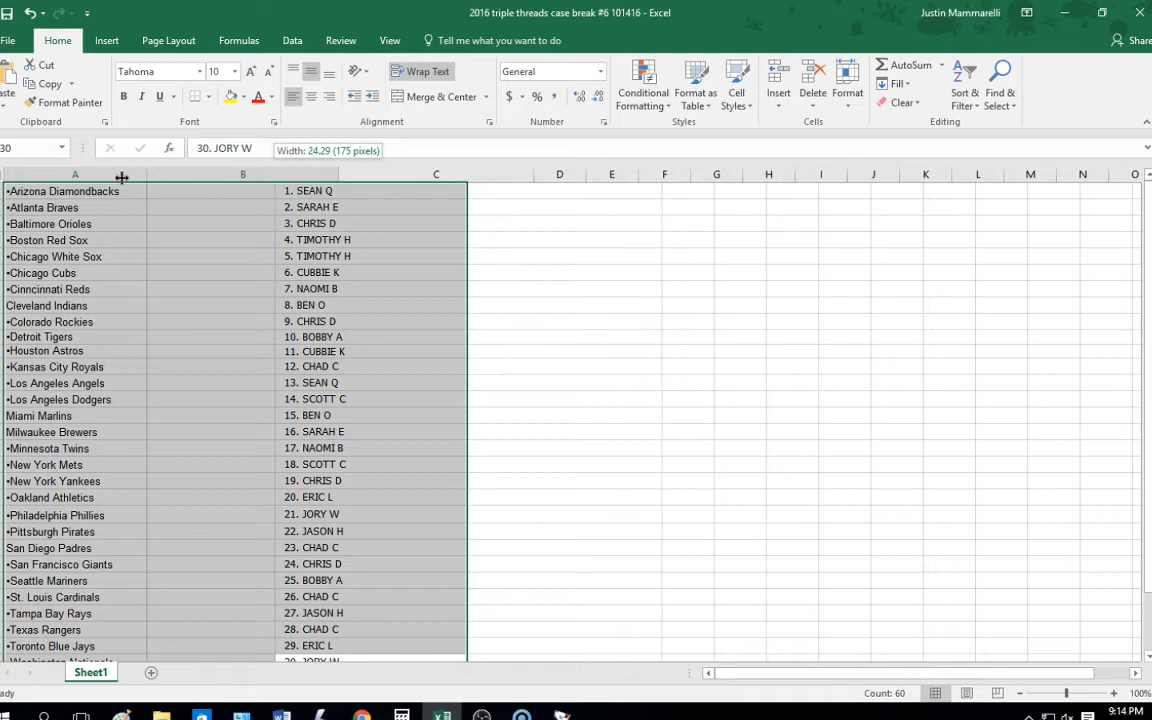 2016 triple threads case break #6 101416 - Excel
Justin Mammarelli
File Home Insert Page Layout Formulas Data Review View Tell me what you want to do Share
Cut
Copy
Format Painter
Clipboard
Tahoma 10
B I U
Font
Wrap Text
Merge & Center
Alignment
General
$ % ,
Number
Conditional Formatting
Format as Table
Cell Styles
Styles
Insert Delete Format
Cells
AutoSum
Fill
Clear
Sort & Filter
Find & Select
Editing
30
fx
30. JORY W
Width: 24.29 (175 pixels)
A B C D E F G H I J K L M N O
•Arizona Diamondbacks 1. SEAN Q
•Atlanta Braves 2. SARAH E
•Baltimore Orioles 3. CHRIS D
•Boston Red Sox 4. TIMOTHY H
•Chicago White Sox 5. TIMOTHY H
•Chicago Cubs 6. CUBBIE K
•Cinncinati Reds 7. NAOMI B
Cleveland Indians 8. BEN O
•Colorado Rockies 9. CHRIS D
•Detroit Tigers 10. BOBBY A
•Houston Astros 11. CUBBIE K
•Kansas City Royals 12. CHAD C
•Los Angeles Angels 13. SEAN Q
•Los Angeles Dodgers 14. SCOTT C
Miami Marlins 15. BEN O
Milwaukee Brewers 16. SARAH E
•Minnesota Twins 17. NAOMI B
•New York Mets 18. SCOTT C
•New York Yankees 19. CHRIS D
•Oakland Athletics 20. ERIC L
•Philadelphia Phillies 21. JORY W
•Pittsburgh Pirates 22. JASON H
San Diego Padres 23. CHAD C
•San Francisco Giants 24. CHRIS D
•Seattle Mariners 25. BOBBY A
•St. Louis Cardinals 26. CHAD C
•Tampa Bay Rays 27. JASON H
•Texas Rangers 28. CHAD C
•Toronto Blue Jays 29. ERIC L
•Washington Nationals 30. JORY W
Sheet1
Ready
Count: 60
100%
9:14 PM